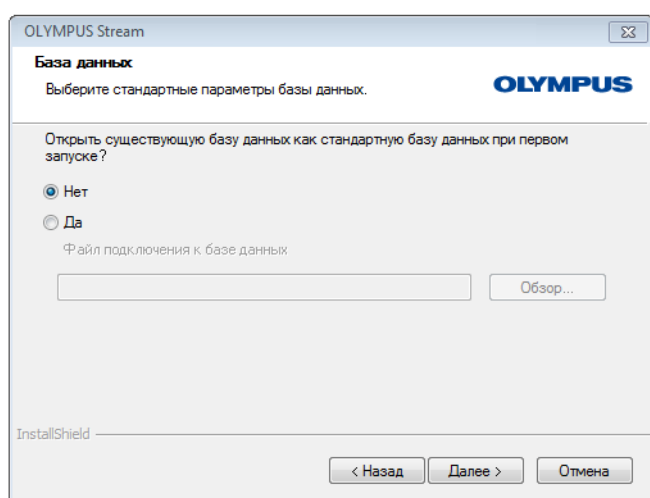 OLYMPUS Stream
База данных
Выберите стандартные параметры базы данных.
OLYMPUS
Открыть существующую базу данных как стандартную базу данных при первом
запуске?
Нет
Да
Файл подключения к базе данных
Обзор...
InstallShield
< Назад
Далее >
Отмена